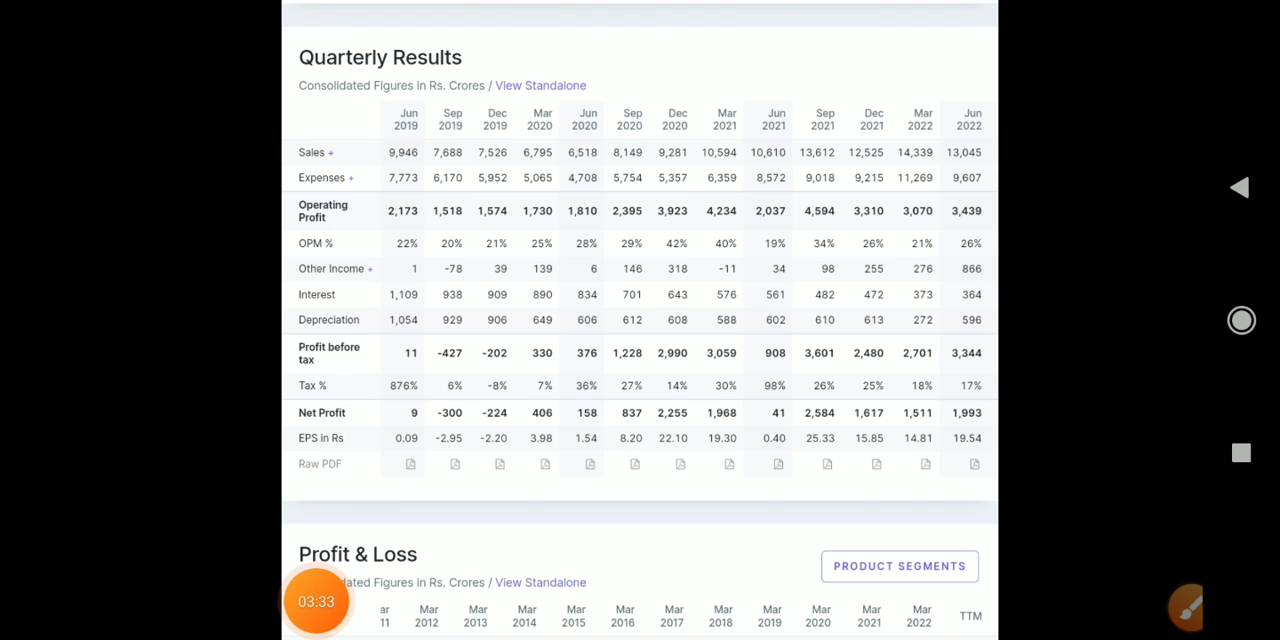 Quarterly Results
Consolidated Figures in Rs. Crores / View Standalone
Jun 2019 Sep 2019 Dec 2019 Mar 2020 Jun 2020 Sep 2020 Dec 2020 Mar 2021 Jun 2021 Sep 2021 Dec 2021 Mar 2022 Jun 2022
Sales + 9,946 7,688 7,526 6,795 6,518 8,149 9,281 10,594 10,610 13,612 12,525 14,339 13,045
Expenses + 7,773 6,170 5,952 5,065 4,708 5,754 5,357 6,359 8,572 9,018 9,215 11,269 9,607
Operating Profit 2,173 1,518 1,574 1,730 1,810 2,395 3,923 4,234 2,037 4,594 3,310 3,070 3,439
OPM % 22% 20% 21% 25% 28% 29% 42% 40% 19% 34% 26% 21% 26%
Other Income + 1 -78 39 139 6 146 318 -11 34 98 255 276 866
Interest 1,109 938 909 890 834 701 643 576 561 482 472 373 364
Depreciation 1,054 929 906 649 606 612 608 588 602 610 613 272 596
Profit before tax 11 -427 -202 330 376 1,228 2,990 3,059 908 3,601 2,480 2,701 3,344
Tax % 876% 6% -8% 7% 36% 27% 14% 30% 98% 26% 25% 18% 17%
Net Profit 9 -300 -224 406 158 837 2,255 1,968 41 2,584 1,617 1,511 1,993
EPS in Rs 0.09 -2.95 -2.20 3.98 1.54 8.20 22.10 19.30 0.40 25.33 15.85 14.81 19.54
Raw PDF
Profit & Loss
PRODUCT SEGMENTS
dated Figures in Rs. Crores / View Standalone
03:33
ar 11 Mar 2012 Mar 2013 Mar 2014 Mar 2015 Mar 2016 Mar 2017 Mar 2018 Mar 2019 Mar 2020 Mar 2021 Mar 2022 TTM